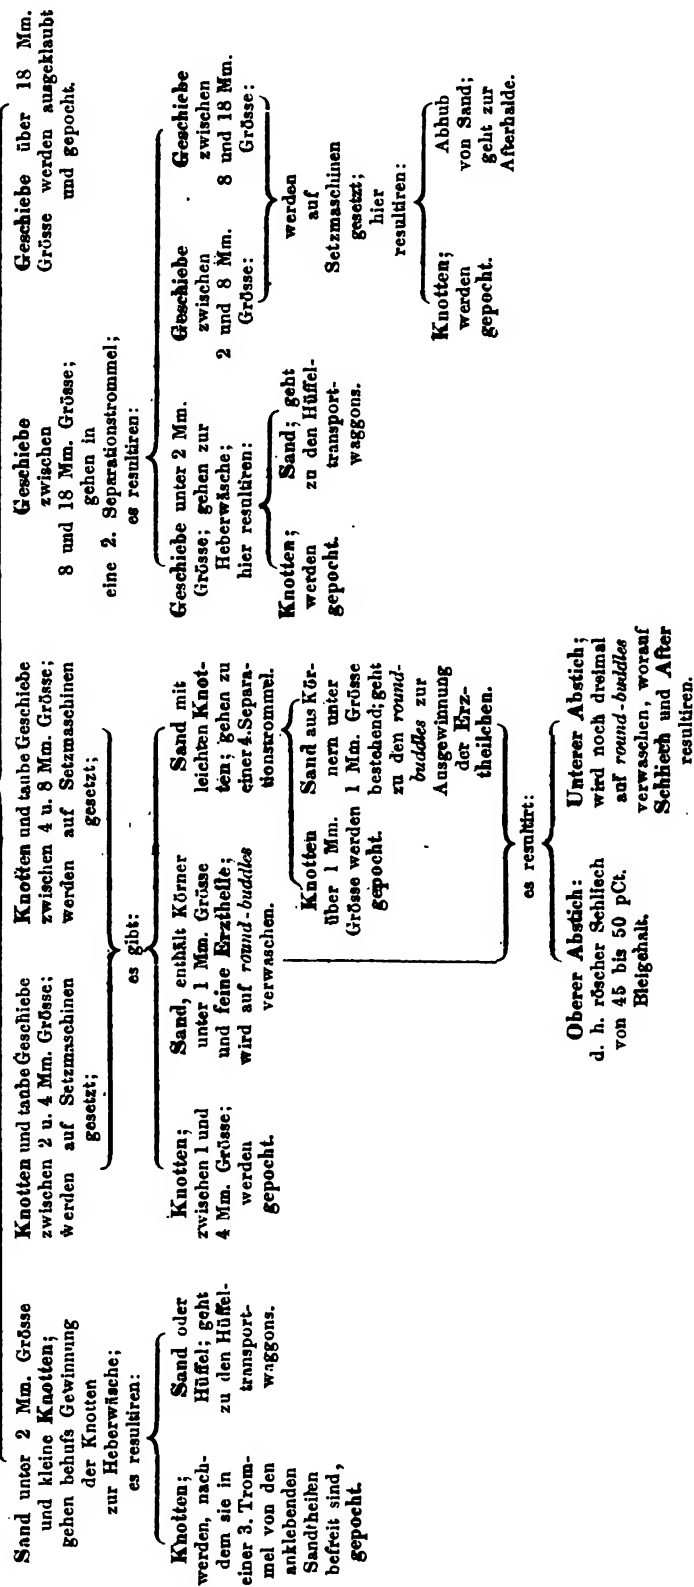 Sand unter 2 Mm. Grösse
und kleine Knotten;
gehen behufs Gewinnung
der Knotten
zur Heberwäsche;
es resultiren:
Knotten;
werden, nach-
dem sie in
einer 3. Trom-
mel von den
anklebenden
Sandtheilen
befreit sind,
gepocht.
Sand oder
Hüffel; geht
zu den Hüffel-
transport-
waggons.
Knotten und taube Geschiebe
zwischen 2 u. 4 Mm. Grösse;
werden auf Setzmaschinen
gesetzt;
Knotten und taube Geschiebe
zwischen 4 u. 8 Mm. Grösse;
werden auf Setzmaschinen
gesetzt;
es gibt:
Knotten;
zwischen 1 und
4 Mm. Grösse;
werden
gepocht.
Sand, enthält Körner
unter 1 Mm. Grösse
und feine Erztheile;
wird auf round-buddles
verwaschen.
Sand mit
leichten Knot-
ten; gehen zu
einer 4. Separa-
tionstrommel.
Knotten
über 1 Mm.
Grösse werden
gepocht.
Sand aus Kör-
nern unter
1 Mm. Grösse
bestehend; geht
zu den round-
buddles zur
Ausgewinnung
der Erz-
theilchen.
es resultirt:
Oberer Abstich:
d. h. röscher Schlisch
von 45 bis 50 pCt.
Bleigehalt.
Unterer Abstich;
wird noch dreimal
auf round-buddles
verwaschen, worauf
Schliech und After
resultiren.
Geschiebe
zwischen
8 und 18 Mm. Grösse;
gehen in
eine 2. Separationstrommel;
es resultiren:
Geschiebe unter 2 Mm.
Grösse; gehen zur
Heberwäsche;
hier resultiren:
Knotten;
werden
gepocht.
Sand; geht
zu den Hüffel-
transport-
waggons.
Geschiebe
zwischen
2 und 8 Mm.
Grösse:
Geschiebe
zwischen
8 und 18 Mm.
Grösse:
werden
auf
Setzmaschinen
gesetzt;
hier
resultiren:
Knotten;
werden
gepocht.
Abhub
von Sand;
geht zur
Afterhalde.
Geschiebe über 18 Mm.
Grösse werden ausgeklaubt
und gepocht.